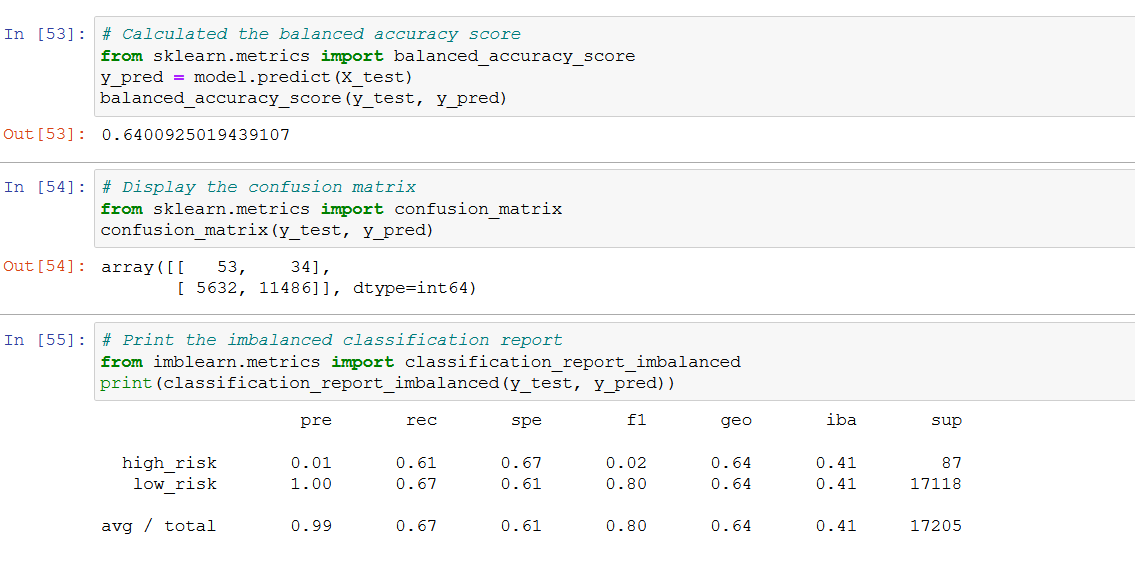 In [53]: # Calculated the balanced accuracy score
from sklearn.metrics import balanced_accuracy_score
y_pred = model.predict(X_test)
balanced_accuracy_score(y_test, y_pred)
Out[53]: 0.6400925019439107
In [54]: # Display the confusion matrix
from sklearn.metrics import confusion_matrix
confusion_matrix(y_test, y_pred)
Out[54]: array([[   53,    34],
       [ 5632, 11486]], dtype=int64)
In [55]: # Print the imbalanced classification report
from imblearn.metrics import classification_report_imbalanced
print(classification_report_imbalanced(y_test, y_pred))
pre rec spe f1 geo iba sup
high_risk 0.01 0.61 0.67 0.02 0.64 0.41 87
low_risk 1.00 0.67 0.61 0.80 0.64 0.41 17118
avg / total 0.99 0.67 0.61 0.80 0.64 0.41 17205